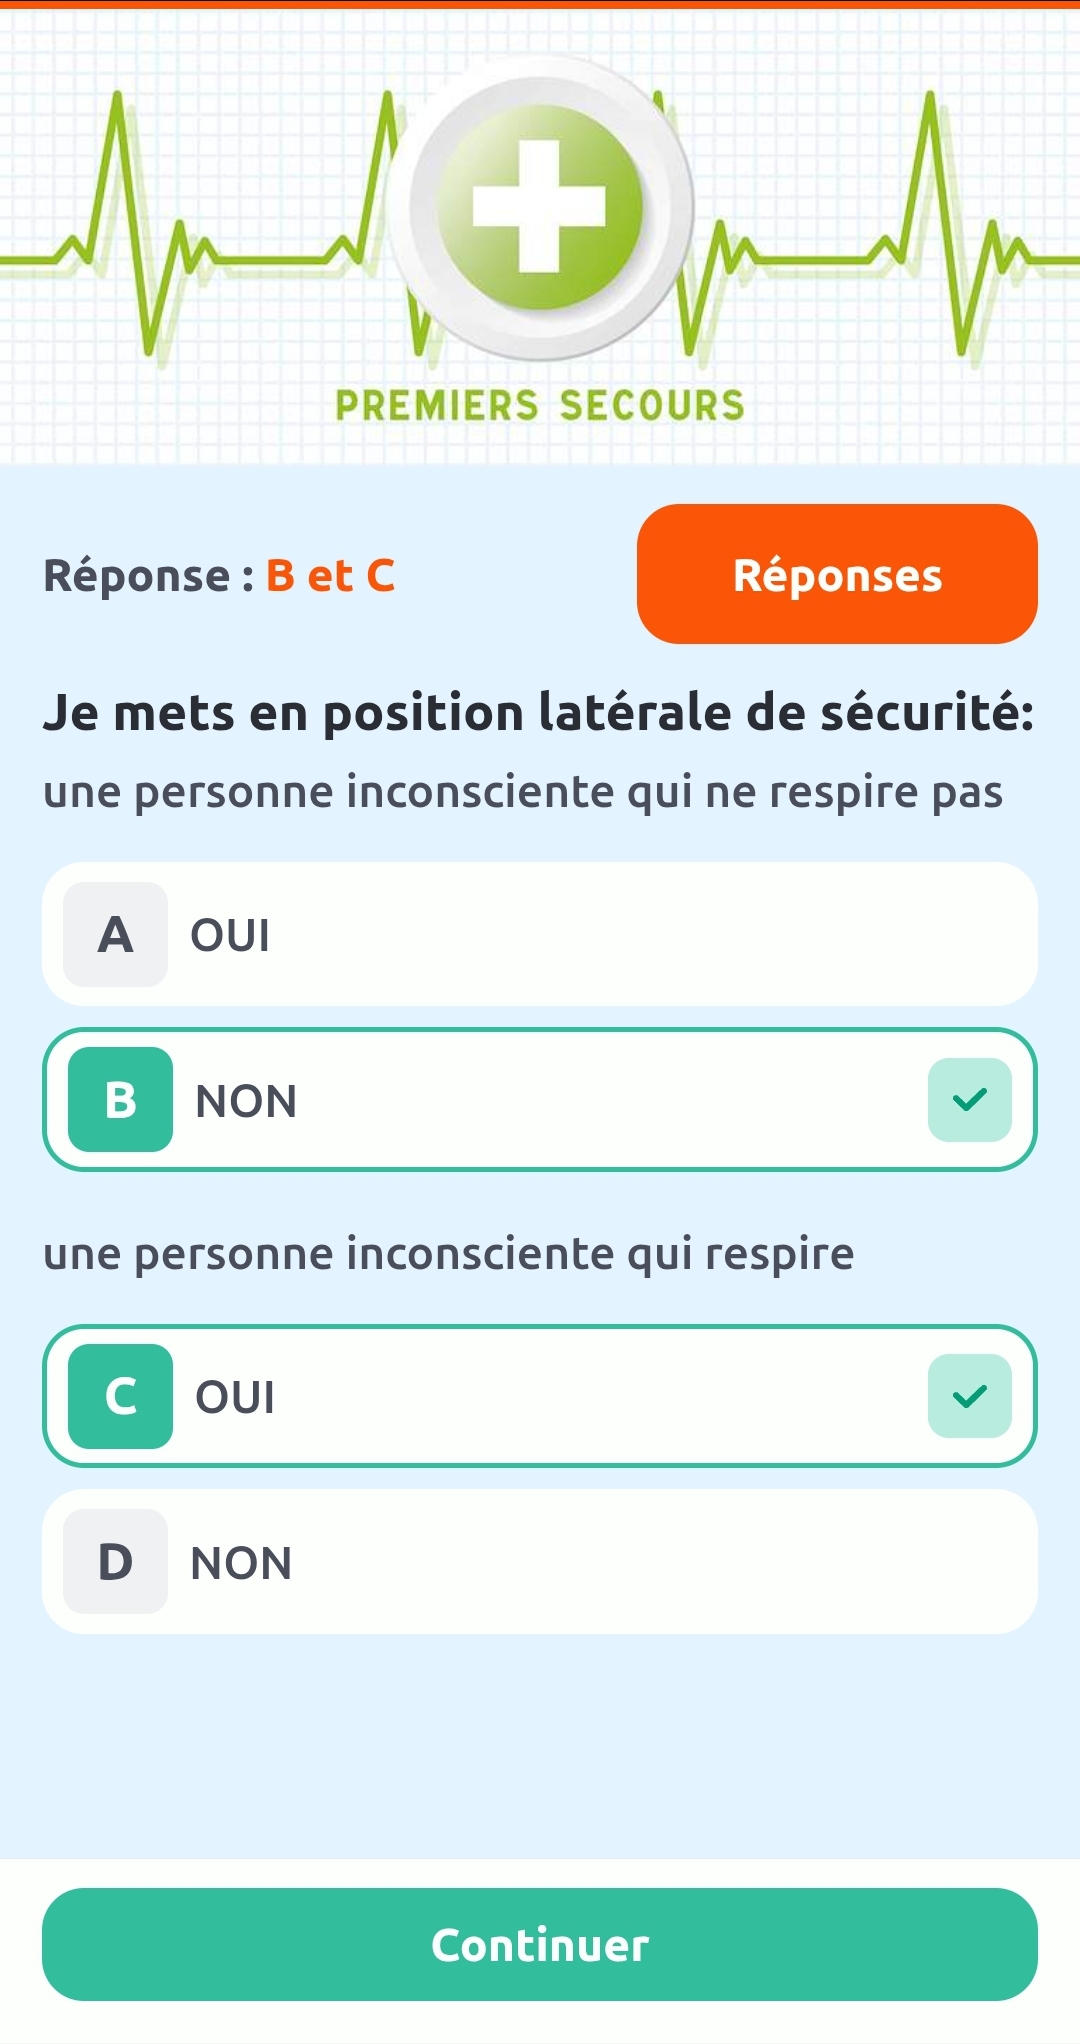 PREMIERS SECOURS
Réponse : B et C
Réponses
Je mets en position latérale de sécurité:
une personne inconsciente qui ne respire pas
A OUI
B NON
une personne inconsciente qui respire
C OUI
D NON
Continuer